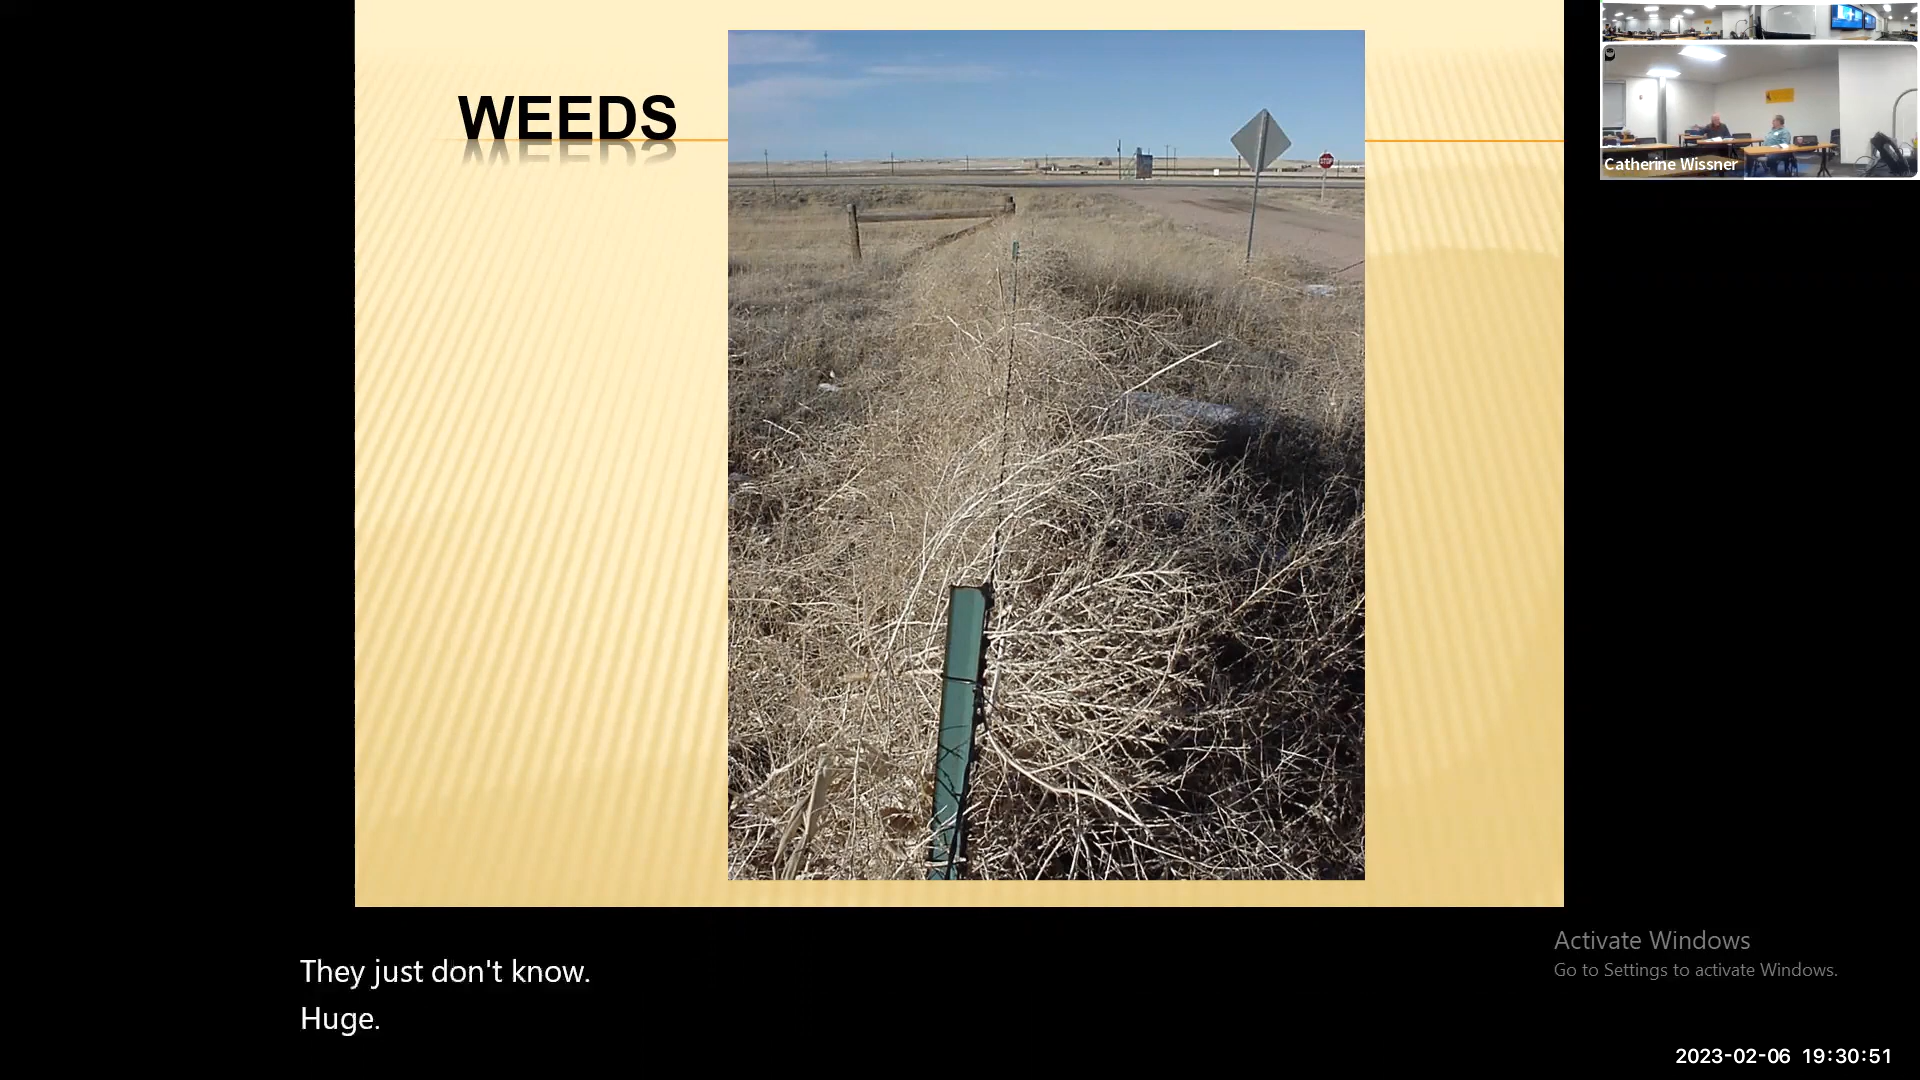 WEEDS
STOP
Catherine Wissner
They just don't know.
Huge.
Activate Windows
Go to Settings to activate Windows.
2023-02-06 19:30:51